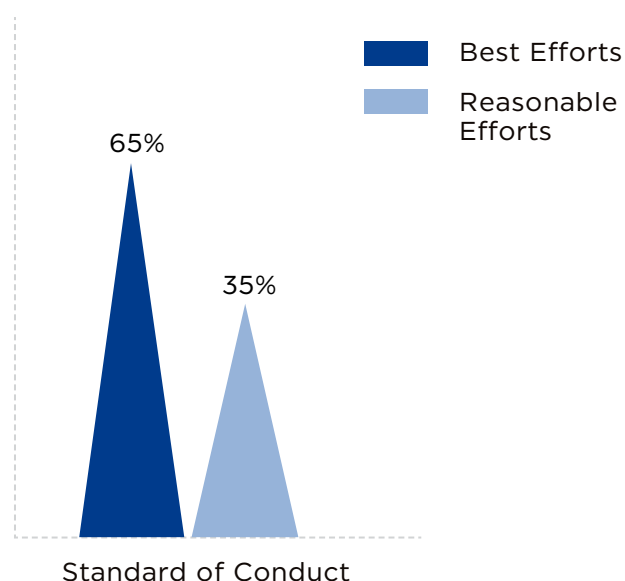 Best Efforts
Reasonable
Efforts
65%
35%
Standard of Conduct